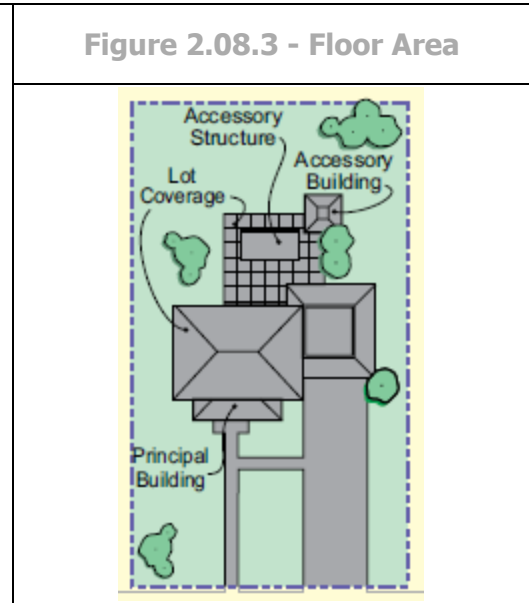 Figure 2.08.3 - Floor Area
Accessory
Structure
Accessory
Building
Lot
Coverage
Principal
Building